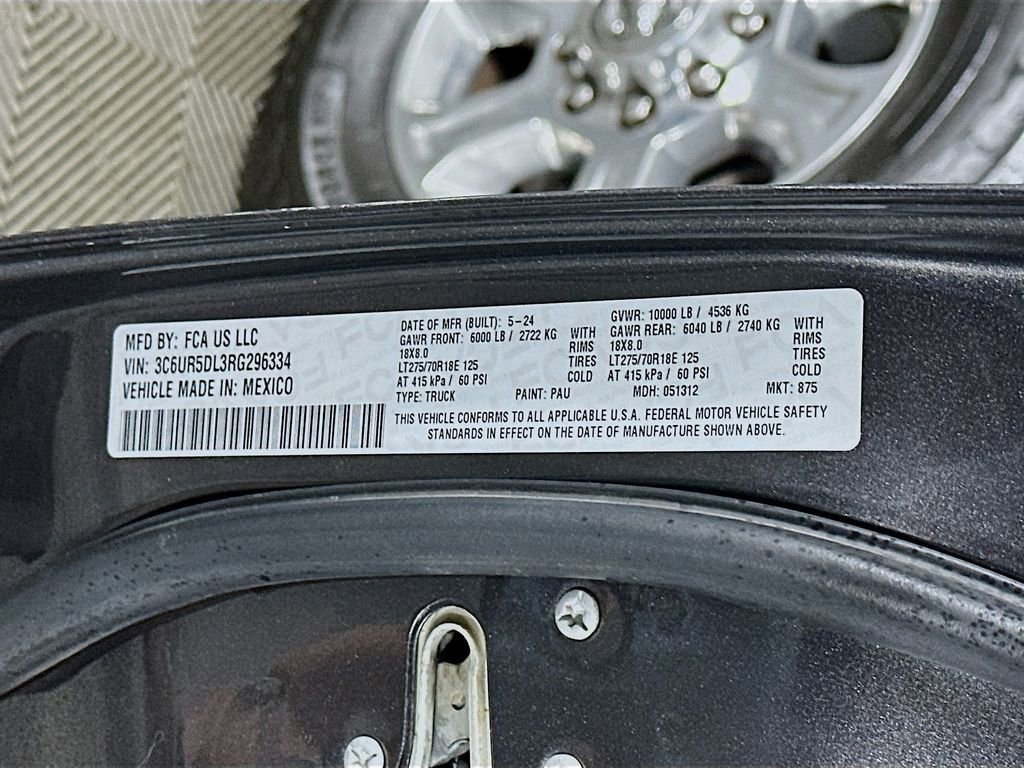 MFD BY: FCA US LLC
VIN: 3C6UR5DL3RG296334
VEHICLE MADE IN: MEXICO
DATE OF MFR (BUILT): 5-24
GAWR FRONT: 6000 LB / 2722 KG WITH
18X8.0 RIMS
LT275/70R18E 125 TIRES
AT 415 kPa / 60 PSI COLD
TYPE: TRUCK PAINT: PAU
GVWR: 10000 LB / 4536 KG
GAWR REAR: 6040 LB / 2740 KG WITH
18X8.0 RIMS
LT275/70R18E 125 TIRES
AT 415 kPa / 60 PSI COLD
MDH: 051312 MKT: 875
THIS VEHICLE CONFORMS TO ALL APPLICABLE U.S.A. FEDERAL MOTOR VEHICLE SAFETY
STANDARDS IN EFFECT ON THE DATE OF MANUFACTURE SHOWN ABOVE.